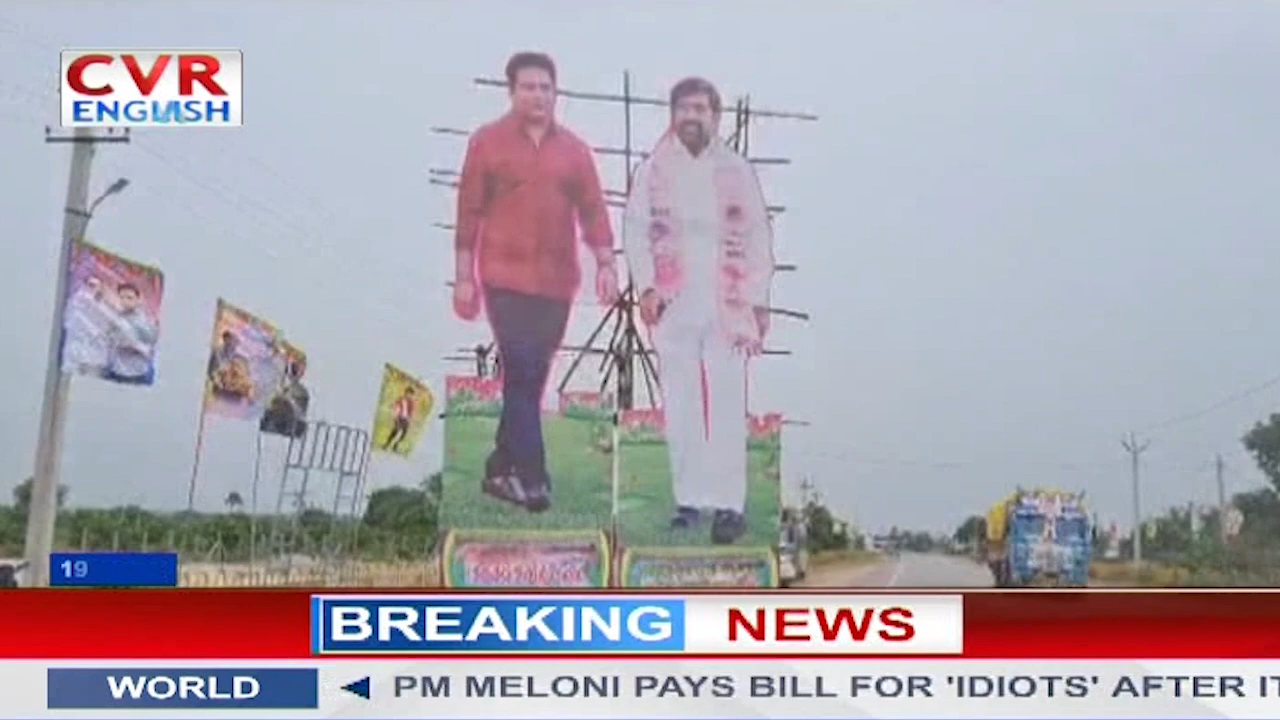 CVR
ENGLISH
19
BREAKING NEWS
WORLD
PM MELONI PAYS BILL FOR 'IDIOTS' AFTER IT